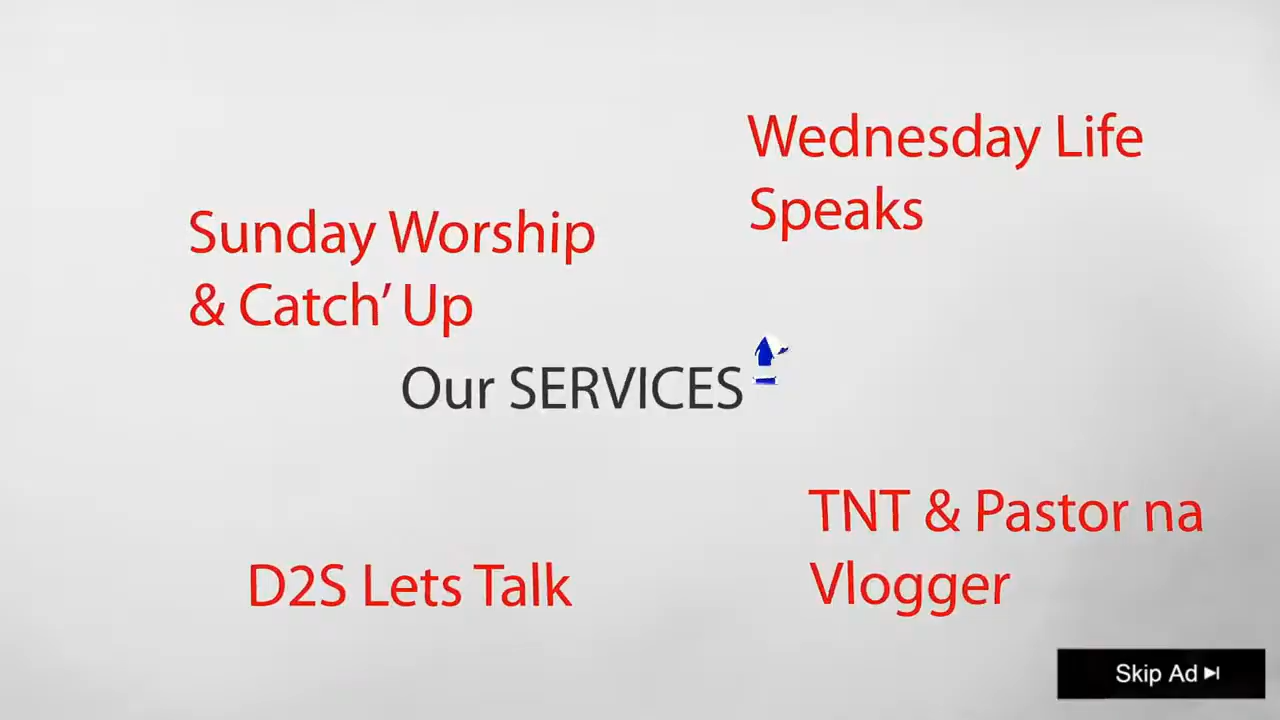 Wednesday Life
Speaks
Sunday Worship
& Catch’ Up
Our SERVICES
TNT & Pastor na
Vlogger
D2S Lets Talk
Skip Ad